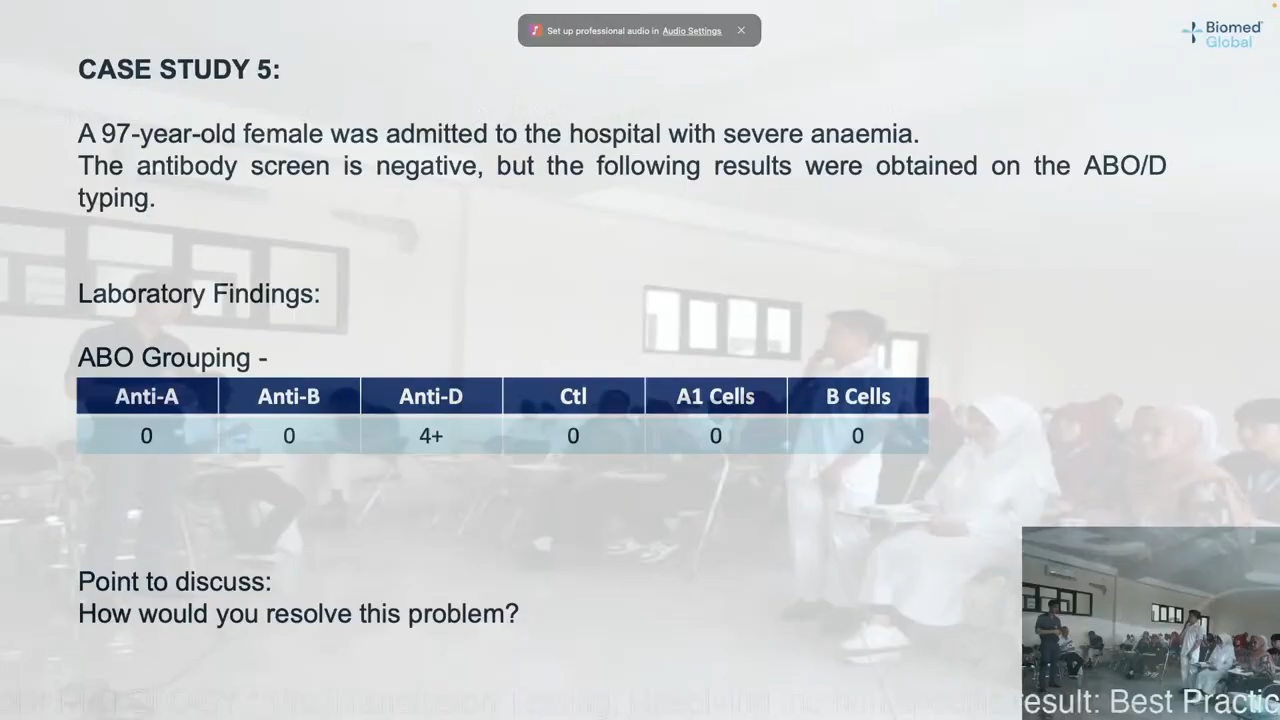 Set up professional audio in Audio Settings
Biomed
Global
CASE STUDY 5:
A 97-year-old female was admitted to the hospital with severe anaemia.
The antibody screen is negative, but the following results were obtained on the ABO/D
typing.
Laboratory Findings:
ABO Grouping -
Anti-A Anti-B Anti-D Ctl A1 Cells B Cells
0 0 4+ 0 0 0
Point to discuss:
How would you resolve this problem?
result: Best Practic